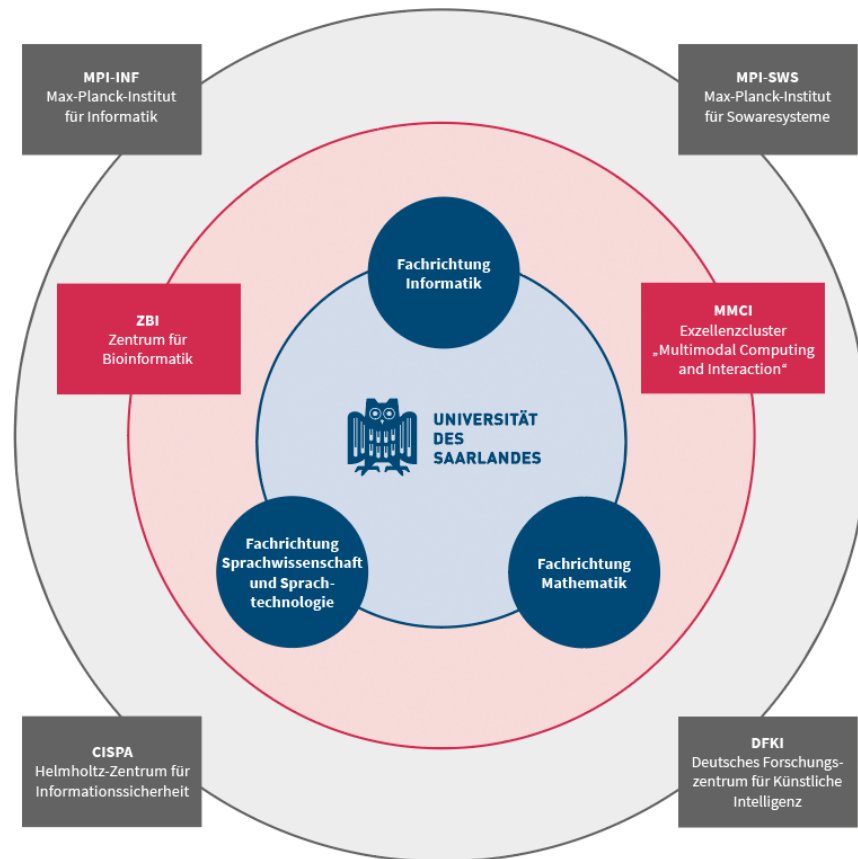 MPI-INF
Max-Planck-Institut
für Informatik
MPI-SWS
Max-Planck-Institut
für Sowaresysteme
Fachrichtung
Informatik
ZBI
Zentrum für
Bioinformatik
MMCI
Exzellenzcluster
„Multimodal Computing
and Interaction“
UNIVERSITÄT
DES
SAARLANDES
Fachrichtung
Sprachwissenschaft
und Sprach-
technologie
Fachrichtung
Mathematik
CISPA
Helmholtz-Zentrum für
Informationssicherheit
DFKI
Deutsches Forschungs-
zentrum für Künstliche
Intelligenz